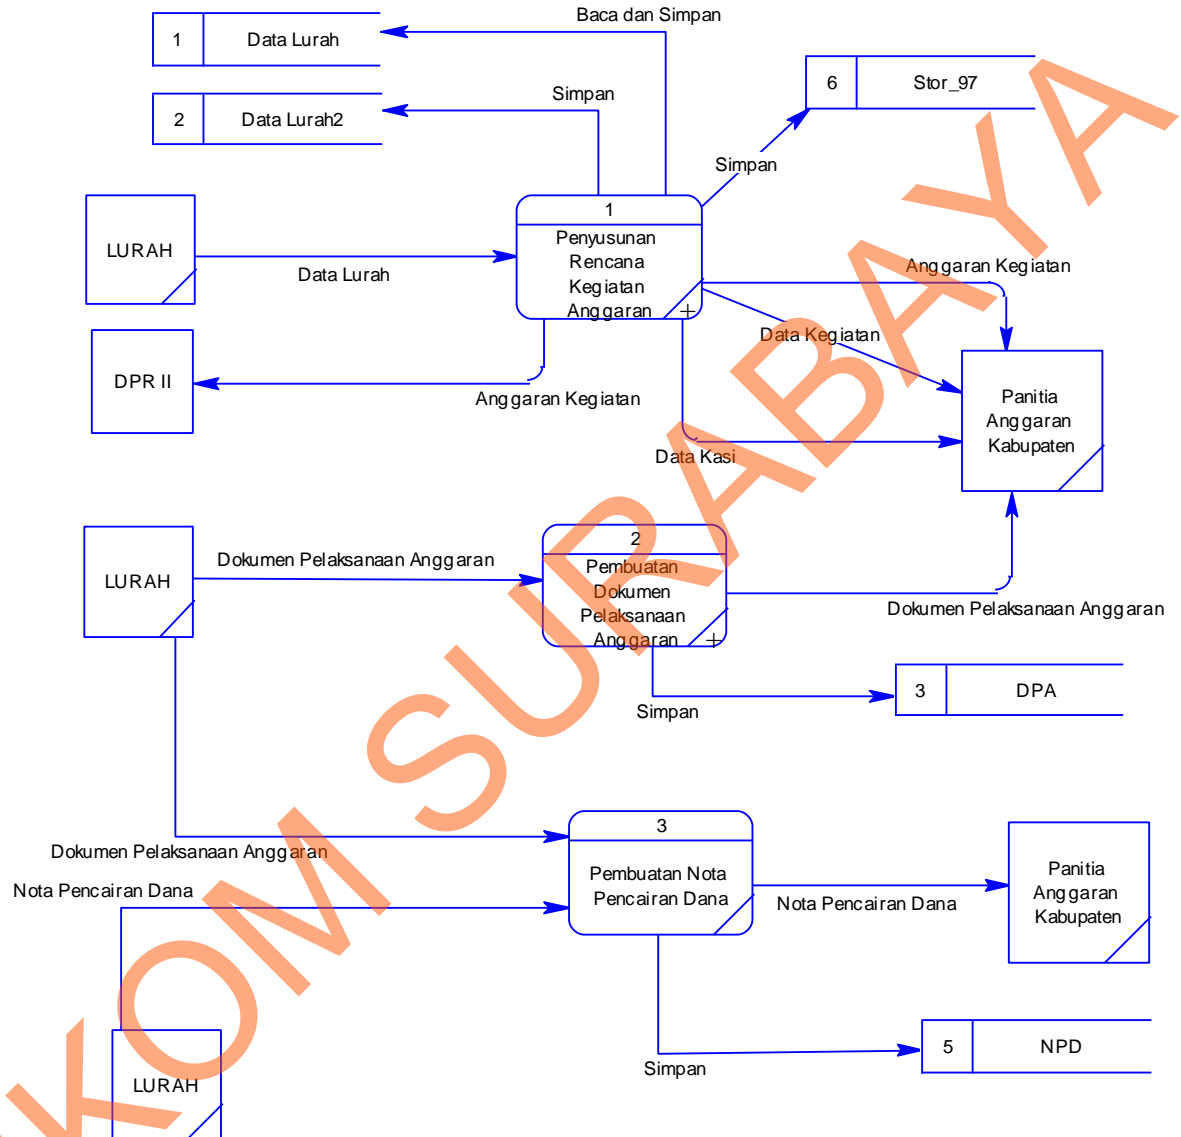 Baca dan Simpan
1 Data Lurah
6 Stor_97
Simpan
2 Data Lurah2
Simpan
1
LURAH
Penyusunan
Rencana
Kegiatan
Anggaran
Data Lurah
Anggaran Kegiatan
Data Kegiatan
DPR II
Anggaran Kegiatan
Panitia
Anggaran
Kabupaten
Data Kasi
2
Dokumen Pelaksanaan Anggaran
LURAH
Pembuatan
Dokumen
Pelaksanaan
Anggaran
Dokumen Pelaksanaan Anggaran
3 DPA
Simpan
3
Dokumen Pelaksanaan Anggaran
Pembuatan Nota
Pencairan Dana
Panitia
Anggaran
Kabupaten
Nota Pencairan Dana
Nota Pencairan Dana
5 NPD
Simpan
LURAH
KOM SURABAYA